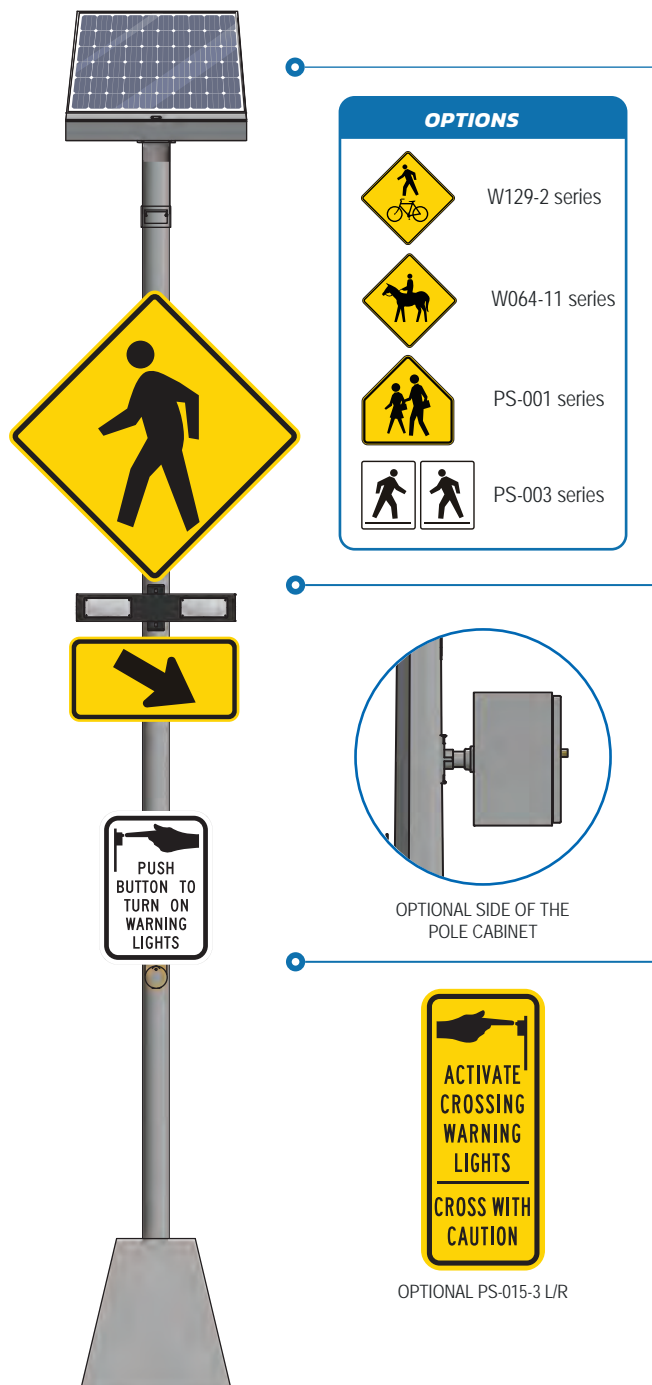 OPTIONS
W129-2 series
W064-11 series
PS-001 series
PS-003 series
PUSH
BUTTON TO
TURN ON
WARNING
LIGHTS
OPTIONAL SIDE OF THE
POLE CABINET
ACTIVATE
CROSSING
WARNING
LIGHTS
CROSS WITH
CAUTION
OPTIONAL PS-015-3 L/R